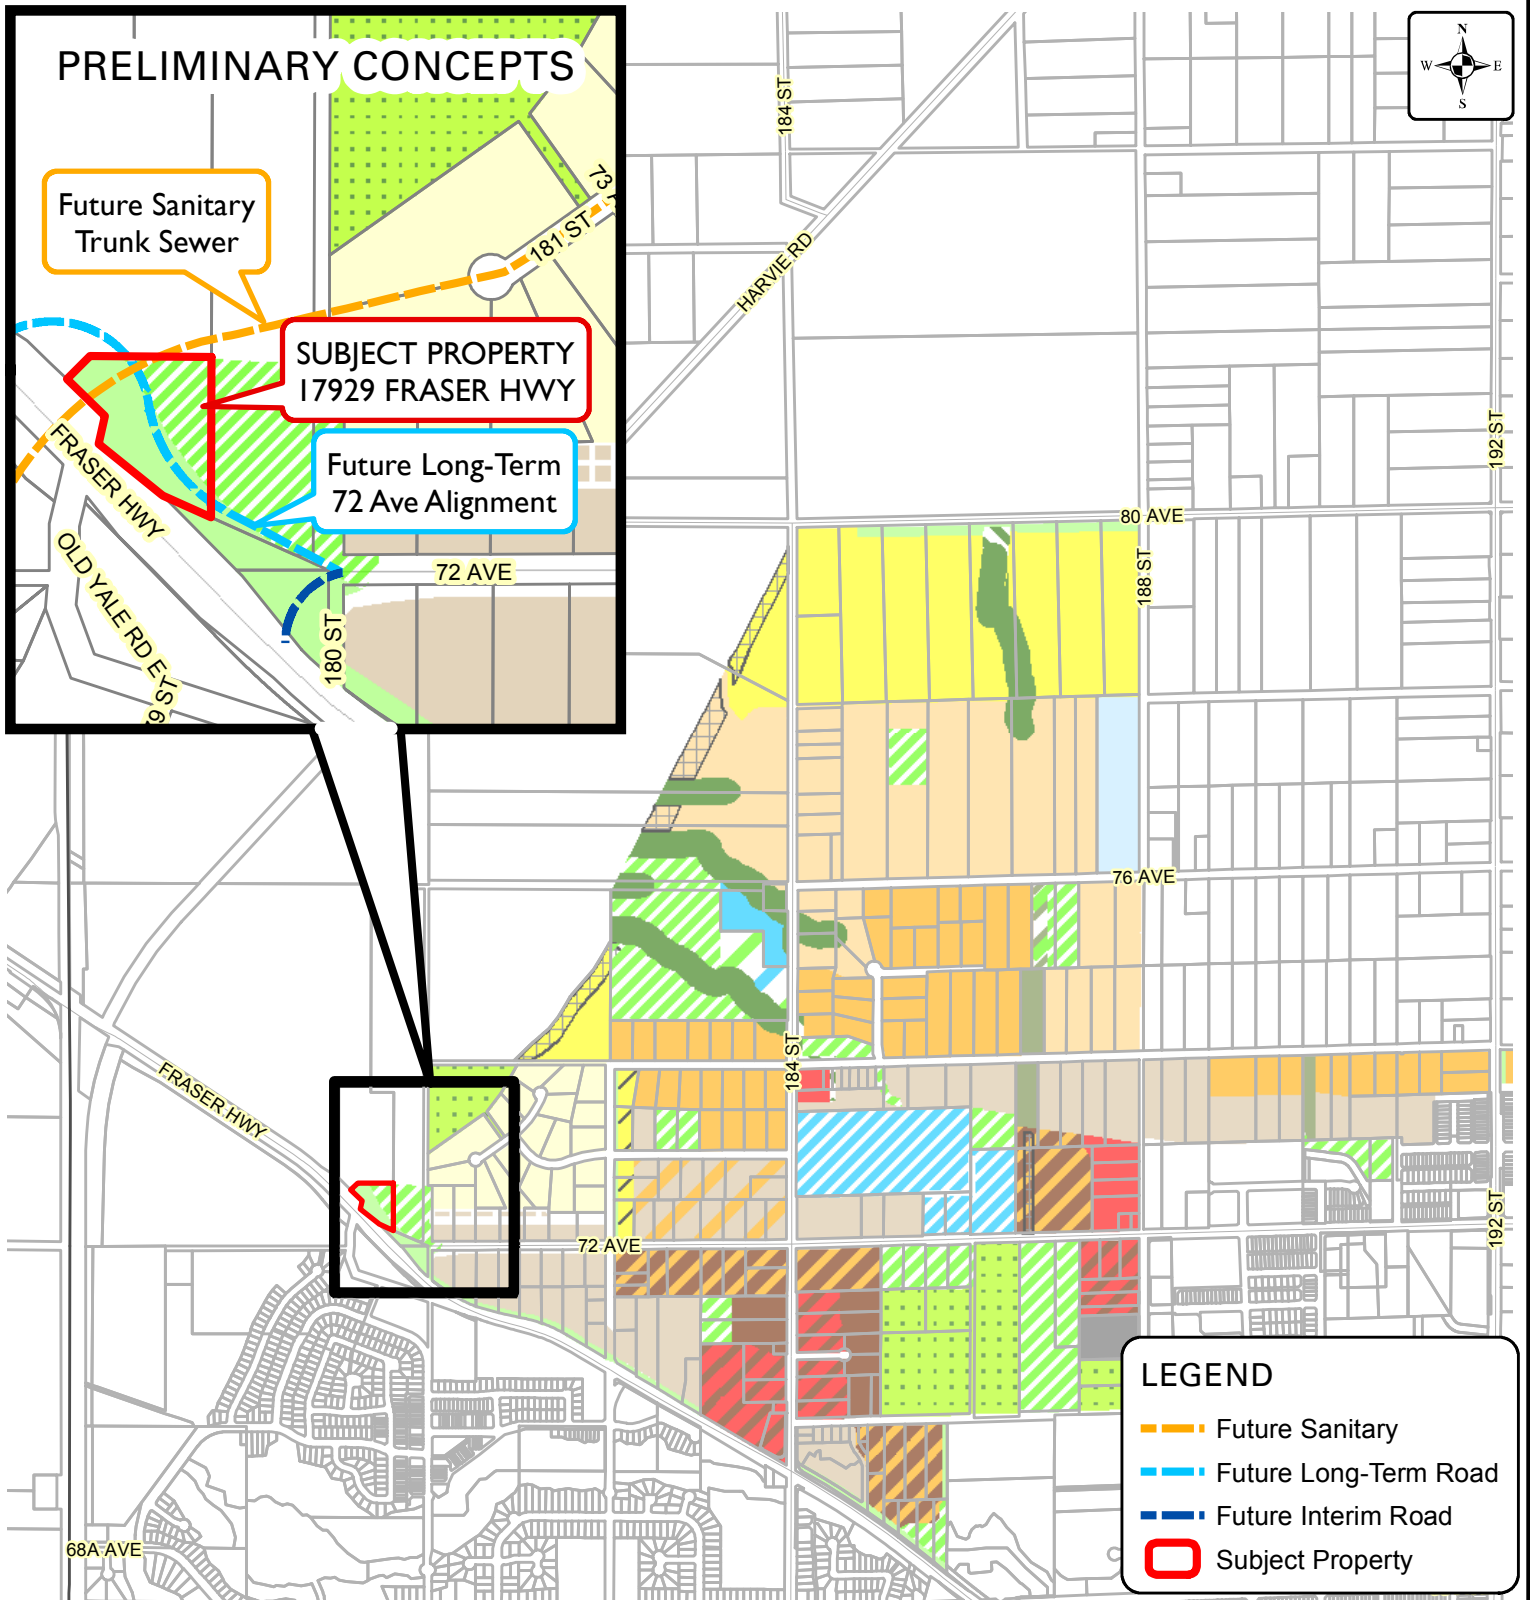 PRELIMINARY CONCEPTS
Future Sanitary
Trunk Sewer
73
181 ST
SUBJECT PROPERTY
17929 FRASER HWY
Future Long-Term
72 Ave Alignment
FRASER HWY
OLD YALE RD E
9 ST
72 AVE
180 ST
N
W E
S
184 ST
HARVIE RD
192 ST
80 AVE
188 ST
76 AVE
184 ST
FRASER HWY
72 AVE
192 ST
68A AVE
LEGEND
Future Sanitary
Future Long-Term Road
Future Interim Road
Subject Property